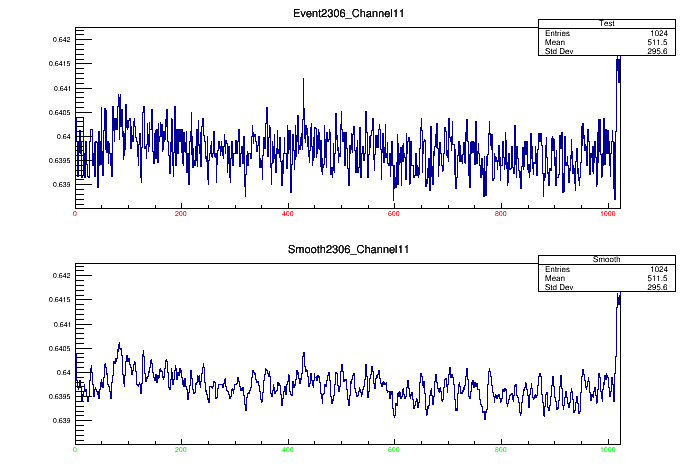 Event2306_Channel11
Test
Entries 1024
Mean 511.5
Std Dev 295.6
0.642
0.6415
0.641
0.6405
0.64
0.6395
0.639
0 200 400 600 800 1000
Smooth2306_Channel11
Smooth
Entries 1024
Mean 511.5
Std Dev 295.6
0.642
0.6415
0.641
0.6405
0.64
0.6395
0.639
0 200 400 600 800 1000